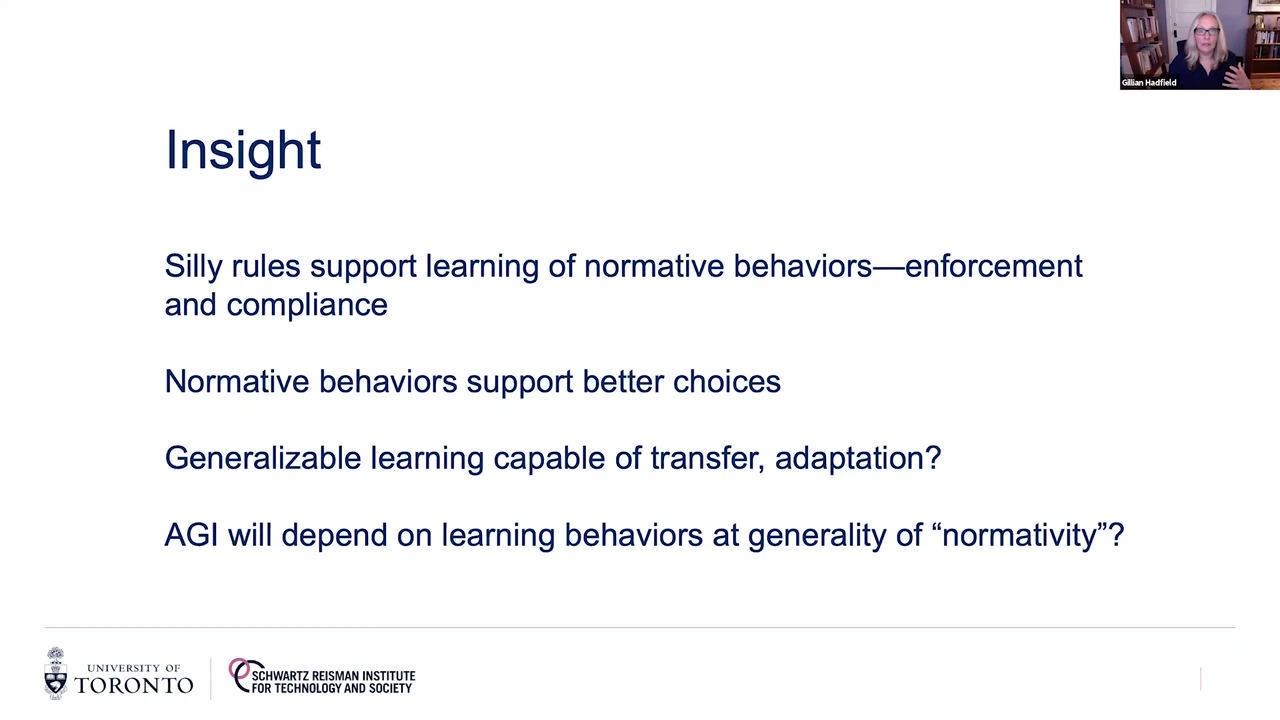 Gillian Hadfield
Insight
Silly rules support learning of normative behaviors—enforcement
and compliance
Normative behaviors support better choices
Generalizable learning capable of transfer, adaptation?
AGI will depend on learning behaviors at generality of “normativity”?
UNIVERSITY OF
TORONTO
SCHWARTZ REISMAN INSTITUTE
FOR TECHNOLOGY AND SOCIETY